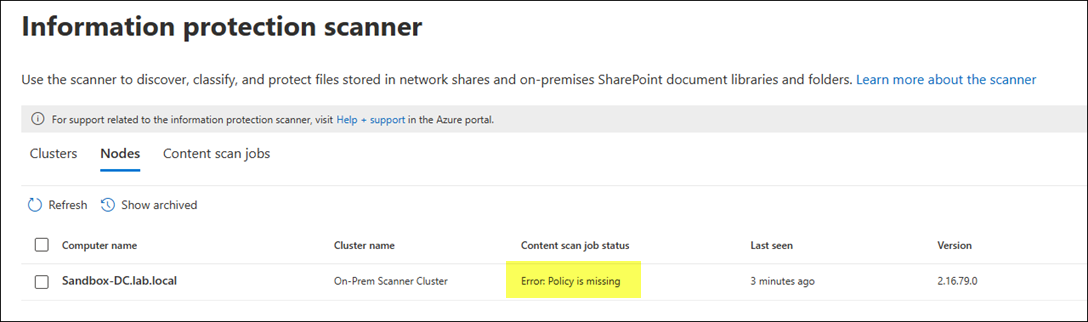 Information protection scanner
Use the scanner to discover, classify, and protect files stored in network shares and on-premises SharePoint document libraries and folders. Learn more about the scanner
For support related to the information protection scanner, visit Help + support in the Azure portal.
Clusters Nodes Content scan jobs
Refresh Show archived
Computer name Cluster name Content scan job status Last seen Version
Sandbox-DC.lab.local On-Prem Scanner Cluster Error: Policy is missing 3 minutes ago 2.16.79.0